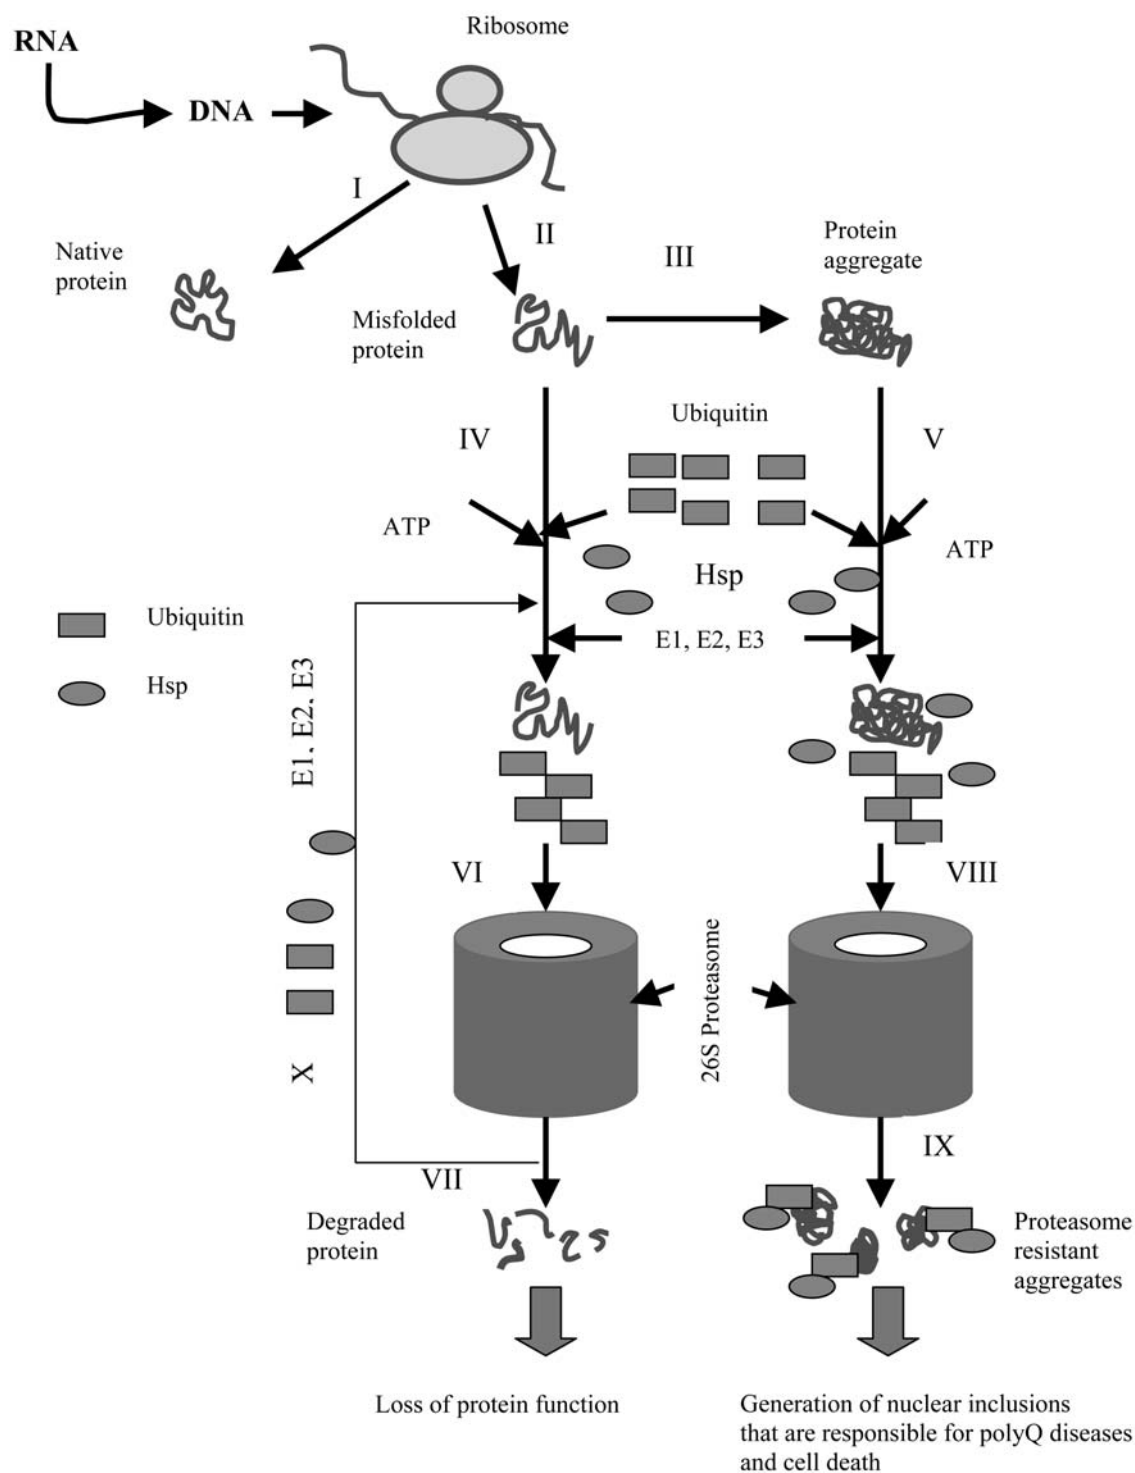 Ribosome
RNA
DNA
I
II
III
Native
protein
Protein
aggregate
Misfolded
protein
Ubiquitin
IV
V
ATP
ATP
Hsp
Ubiquitin
E1, E2, E3
Hsp
E1, E2, E3
VI
VIII
26S Proteasome
X
IX
VII
Degraded
protein
Proteasome
resistant
aggregates
Loss of protein function
Generation of nuclear inclusions
that are responsible for polyQ diseases
and cell death